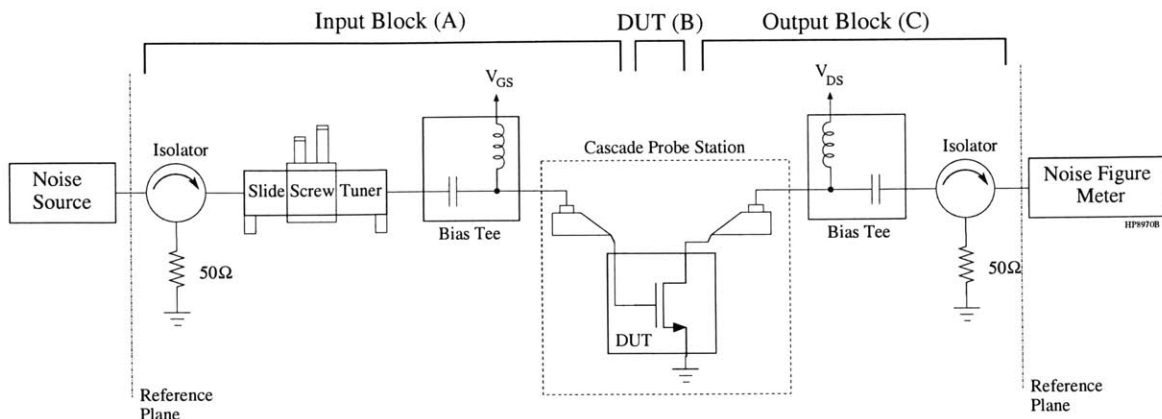 Input Block (A)
DUT (B)
Output Block (C)
V_GS
V_DS
Isolator
Cascade Probe Station
Isolator
Noise
Source
Slide Screw Tuner
Noise Figure
Meter
HP8970B
Bias Tee
Bias Tee
50Ω
50Ω
DUT
Reference
Plane
Reference
Plane